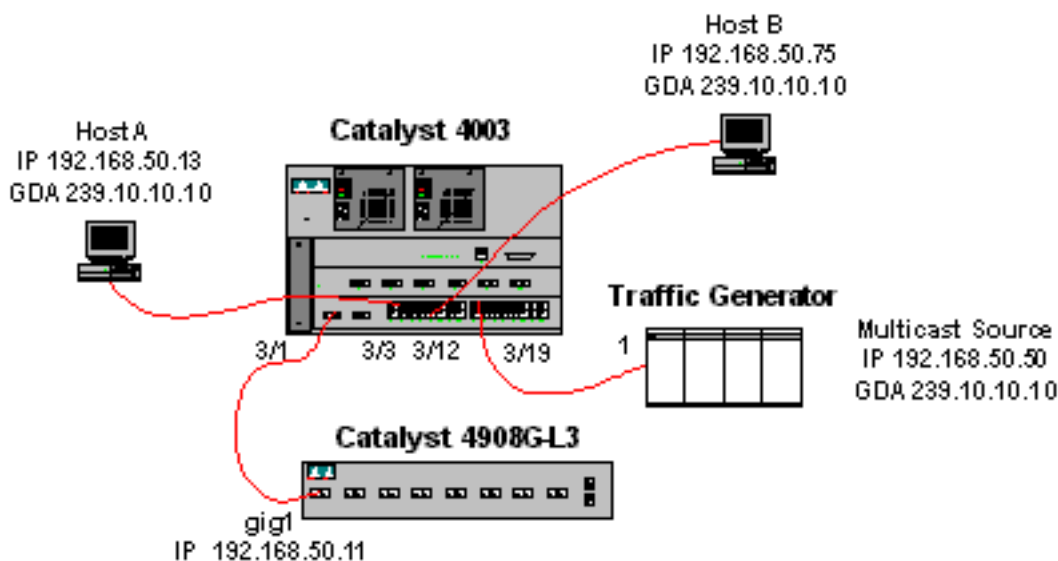 Host B
IP 192.168.50.75
GDA 239.10.10.10
Host A
IP 192.168.50.13
GDA 239.10.10.10
Catalyst 4003
3/1
3/3
3/12
3/19
Traffic Generator
1
Multicast Source
IP 192.168.50.50
GDA 239.10.10.10
Catalyst 4908G-L3
gig1
IP 192.168.50.11